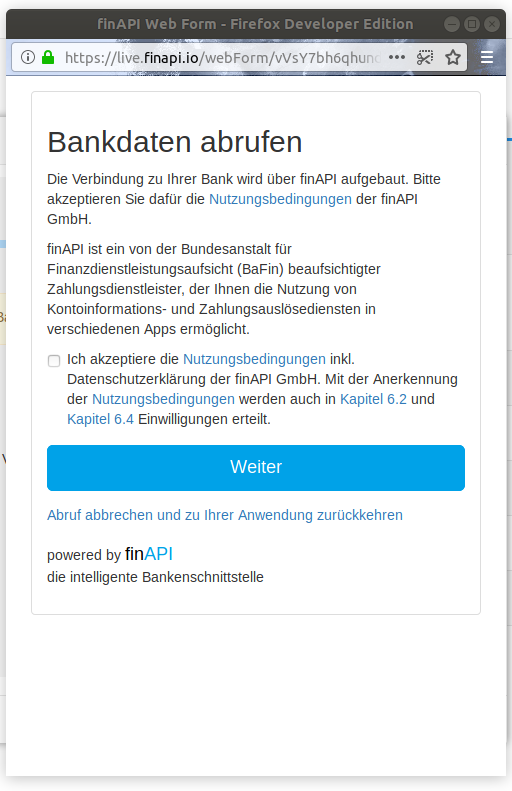 finAPI Web Form - Firefox Developer Edition
https://live.finapi.io/webForm/vVsY7bh6qhuno
Bankdaten abrufen
Die Verbindung zu Ihrer Bank wird über finAPI aufgebaut. Bitte
akzeptieren Sie dafür die Nutzungsbedingungen der finAPI
GmbH.
finAPI ist ein von der Bundesanstalt für
Finanzdienstleistungsaufsicht (BaFin) beaufsichtigter
Zahlungsdienstleister, der Ihnen die Nutzung von
Kontoinformations- und Zahlungsauslösediensten in
verschiedenen Apps ermöglicht.
Ich akzeptiere die Nutzungsbedingungen inkl.
Datenschutzerklärung der finAPI GmbH. Mit der Anerkennung
der Nutzungsbedingungen werden auch in Kapitel 6.2 und
Kapitel 6.4 Einwilligungen erteilt.
Weiter
Abruf abbrechen und zu Ihrer Anwendung zurückkehren
powered by finAPI
die intelligente Bankenschnittstelle